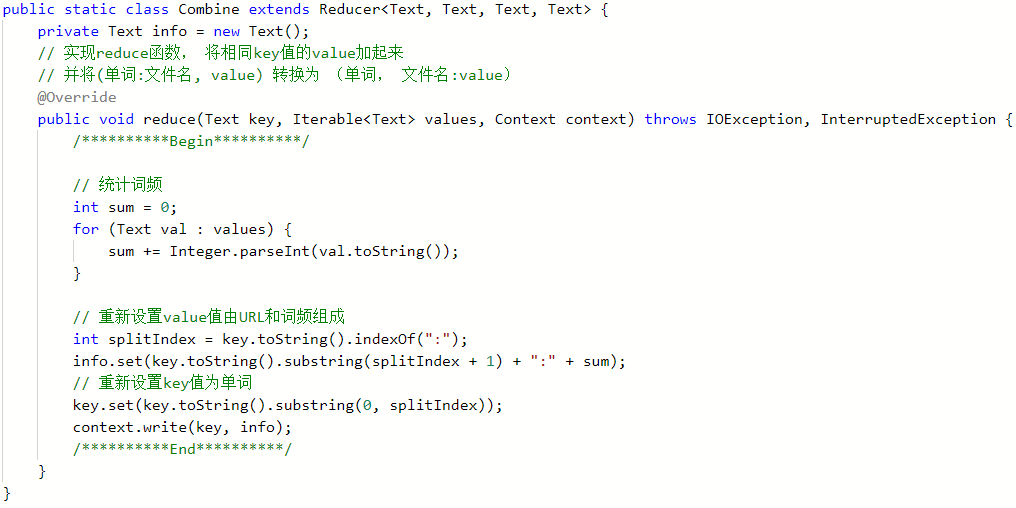 public static class Combine extends Reducer<Text, Text, Text, Text> {
    private Text info = new Text();
    // 实现reduce函数， 将相同key值的value加起来
    // 并将(单词:文件名, value) 转换为 （单词， 文件名:value）
    @Override
    public void reduce(Text key, Iterable<Text> values, Context context) throws IOException, InterruptedException {
        /**********Begin**********/

        // 统计词频
        int sum = 0;
        for (Text val : values) {
            sum += Integer.parseInt(val.toString());
        }

        // 重新设置value值由URL和词频组成
        int splitIndex = key.toString().indexOf(":");
        info.set(key.toString().substring(splitIndex + 1) + ":" + sum);
        // 重新设置key值为单词
        key.set(key.toString().substring(0, splitIndex));
        context.write(key, info);
        /**********End**********/
    }
}